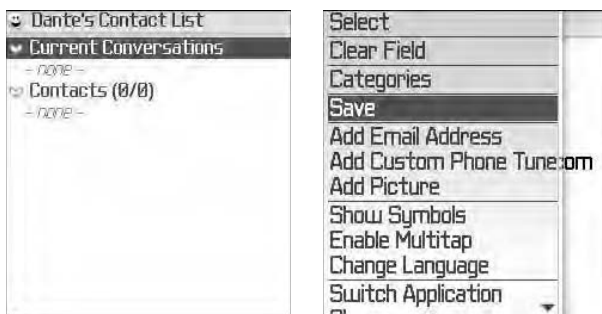 Dante's Contact List
Current Conversations
- none -
Contacts (0/0)
- none -
Select
Clear Field
Categories
Save
Add Email Address
Add Custom Phone Tune
:om
Add Picture
Show Symbols
Enable Multitap
Change Language
Switch Application